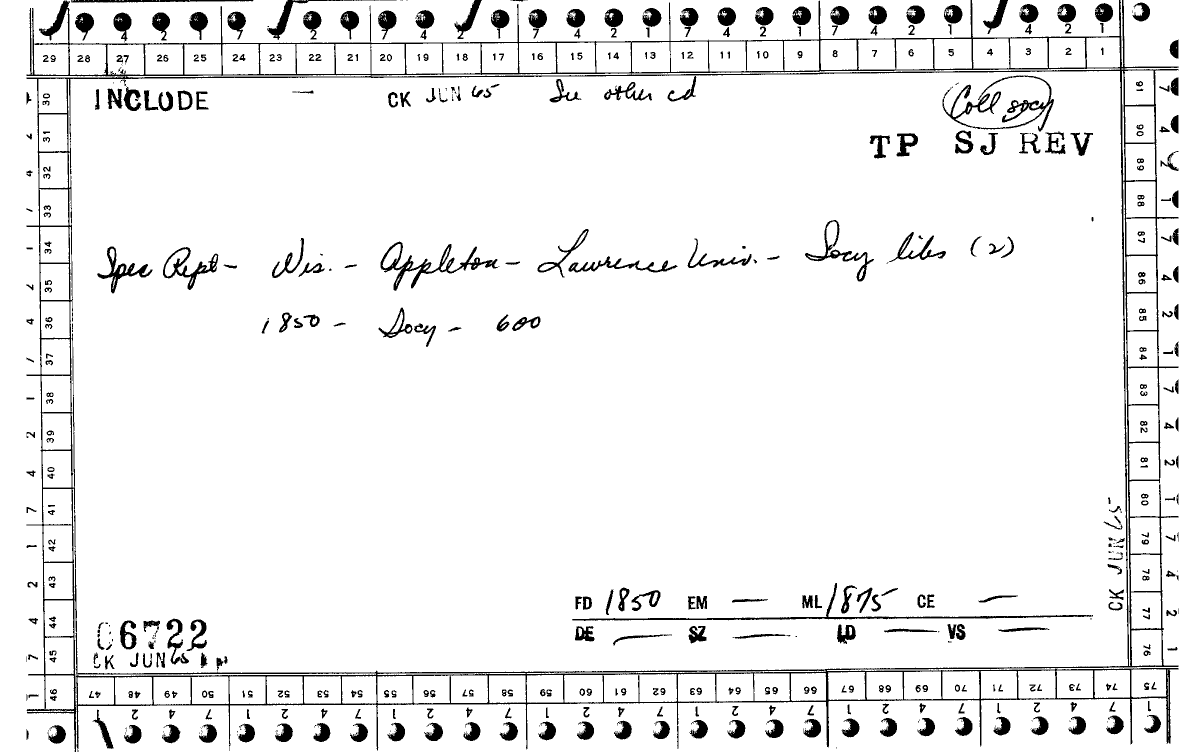 7 4 2 1 7 4 2 1 7 4 2 1 7 4 2 1 7 4 2 1 7 4 2 1 7 4 2 1
29 28 27 26 25 24 23 22 21 20 19 18 17 16 15 14 13 12 11 10 9 8 7 6 5 4 3 2 1
INCLUDE — CK JUN 65 See other cd
Coll socy
TP SJ REV
Spec Rept - Wis. - Appleton - Lawrence Univ. - Socy libs (2)
1850 - Socy - 600
FD 1850 EM — ML 1875 CE —
DE — SZ — LD — VS —
06722
CK JUN 65
CK JUN 65
30 31 32 33 34 35 36 37 38 39 40 41 42 43 44 45 46
91 90 89 88 87 86 85 84 83 82 81 80 79 78 77 76 75
47 48 49 50 51 52 53 54 55 56 57 58 59 60 61 62 63 64 65 66 67 68 69 70 71 72 73 74
1 2 4 7 1 2 4 7 1 2 4 7 1 2 4 7 1 2 4 7 1 2 4 7 1 2 4 7